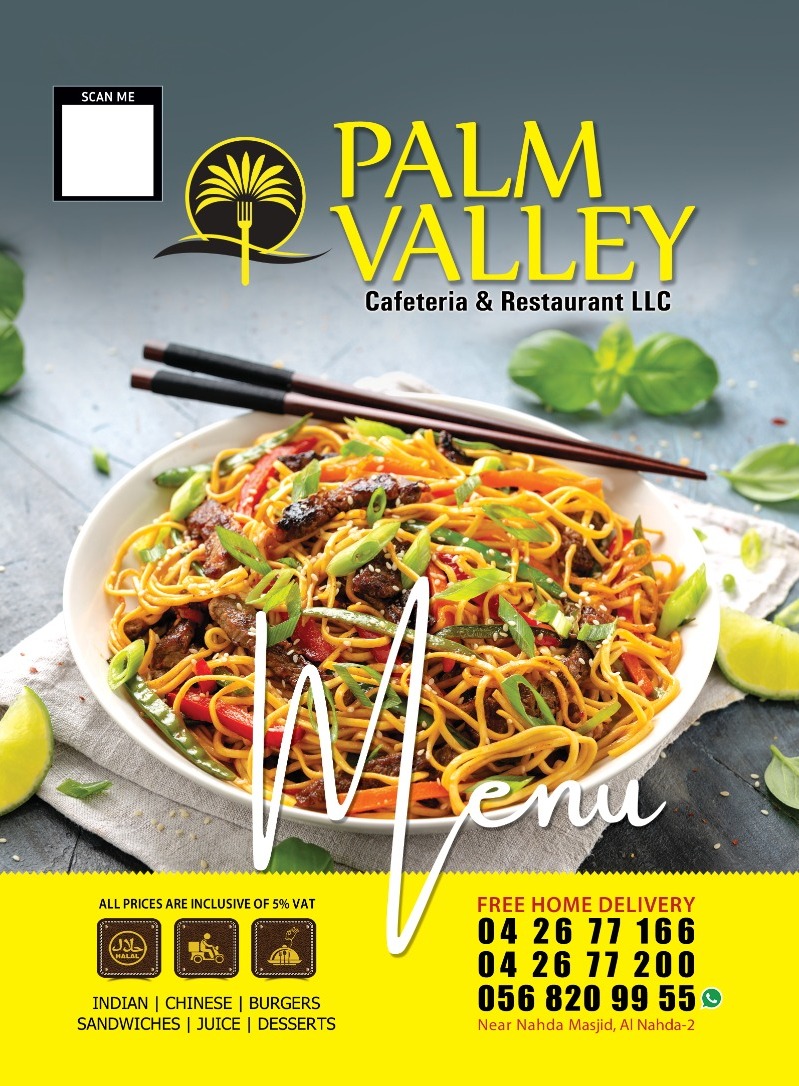 SCAN ME
PALM
VALLEY
Cafeteria & Restaurant LLC
Menu
ALL PRICES ARE INCLUSIVE OF 5% VAT
حلال
HALAL
INDIAN | CHINESE | BURGERS
SANDWICHES | JUICE | DESSERTS
FREE HOME DELIVERY
04 26 77 166
04 26 77 200
056 820 99 55
Near Nahda Masjid, Al Nahda-2